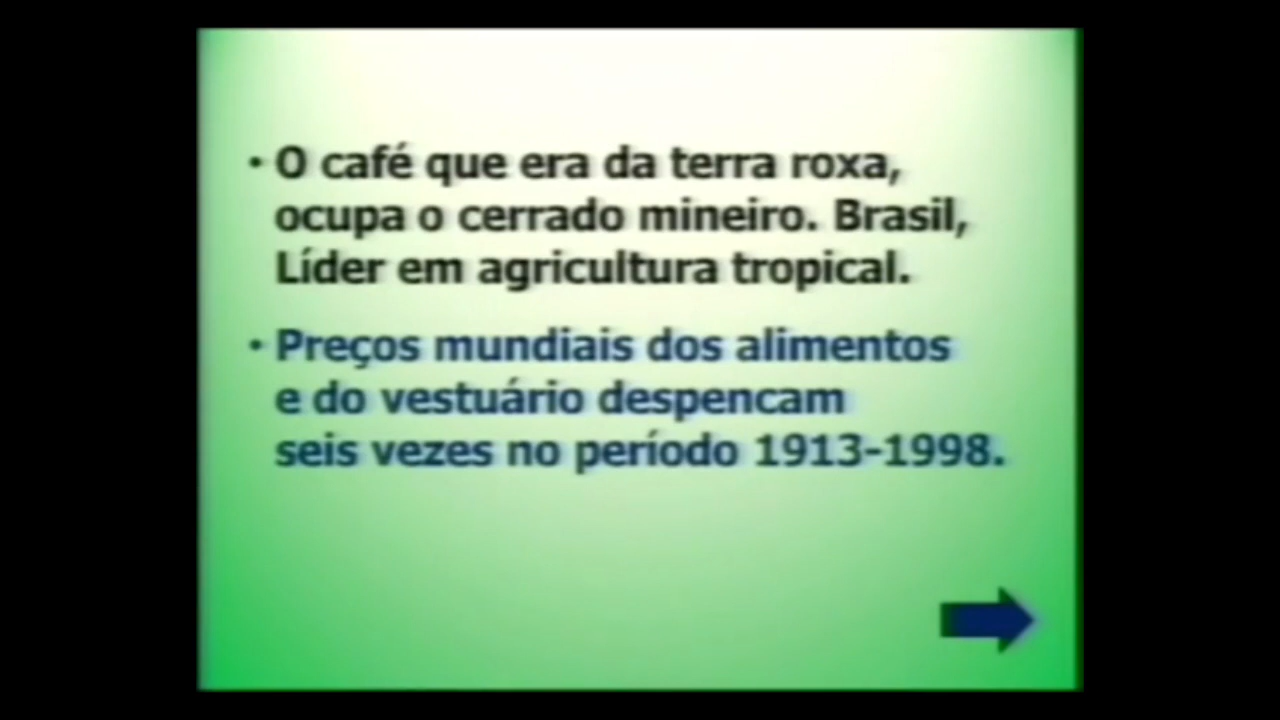 • O café que era da terra roxa,
ocupa o cerrado mineiro. Brasil,
Líder em agricultura tropical.
• Preços mundiais dos alimentos
e do vestuário despencam
seis vezes no período 1913-1998.